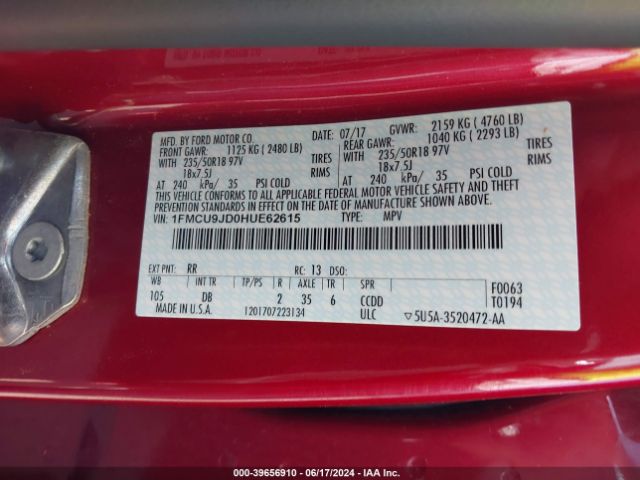 MFD. BY FORD MOTOR CO. DATE: 07/17 GVWR: 2159 KG ( 4760 LB)
FRONT GAWR: 1125 KG ( 2480 LB) REAR GAWR: 1040 KG ( 2293 LB)
WITH 235/50R18 97V TIRES WITH 235/50R18 97V TIRES
18x7.5J RIMS 18x7.5J RIMS
AT 240 kPa/ 35 PSI COLD AT 240 kPa/ 35 PSI COLD
THIS VEHICLE CONFORMS TO ALL APPLICABLE FEDERAL MOTOR VEHICLE SAFETY AND THEFT PREVENTION STANDARDS IN EFFECT ON THE DATE OF MANUFACTURE SHOWN ABOVE.
VIN: 1FMCU9JD0HUE62615 TYPE: MPV
EXT PNT: RR RC: 13 DSO:
WB TP/PS R AXLE TR SPR F0063
105 DB 2 35 6 CCDD T0194
MADE IN U.S.A. 1201707223134 ULC ▽5U5A-3520472-AA
000-39656910 / 06/17/2024 - IAA Inc.